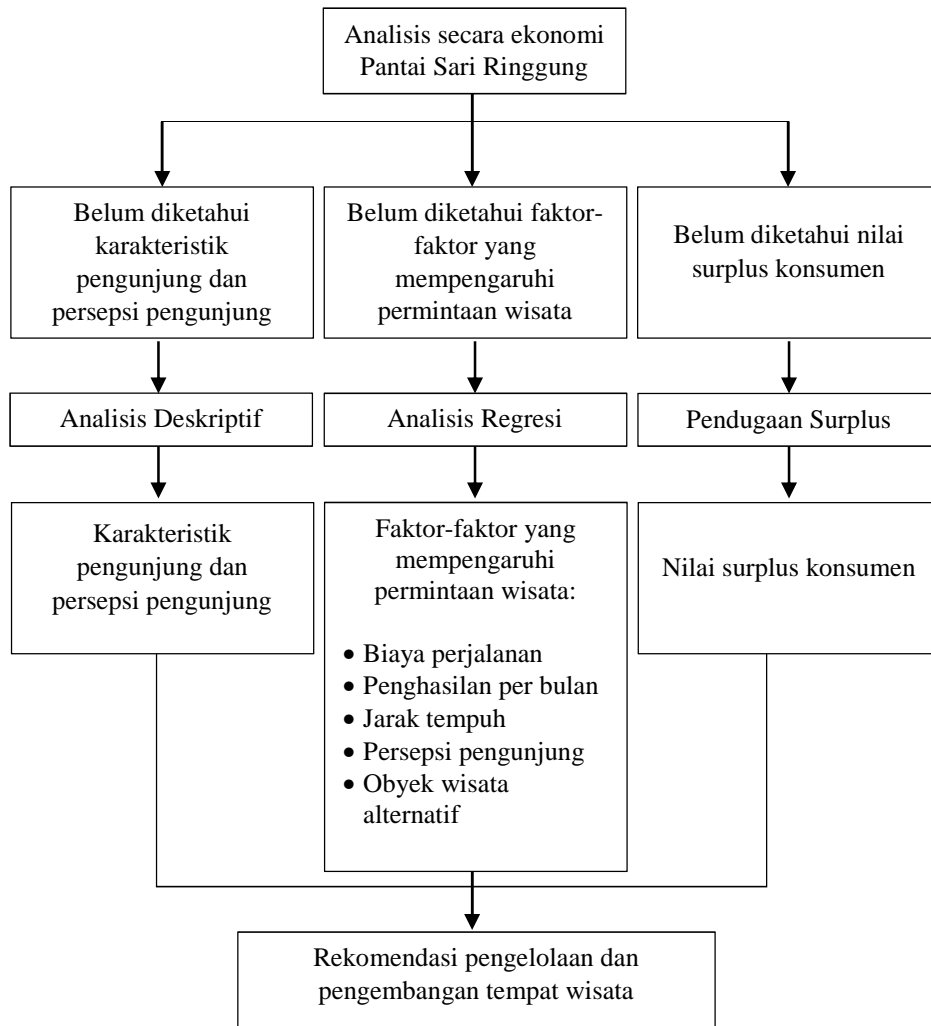 Analisis secara ekonomi
Pantai Sari Ringgung
Belum diketahui
karakteristik
pengunjung dan
persepsi pengunjung
Belum diketahui faktor-
faktor yang
mempengaruhi
permintaan wisata
Belum diketahui nilai
surplus konsumen
Analisis Deskriptif
Analisis Regresi
Pendugaan Surplus
Karakteristik
pengunjung dan
persepsi pengunjung
Faktor-faktor yang
mempengaruhi
permintaan wisata:
• Biaya perjalanan
• Penghasilan per bulan
• Jarak tempuh
• Persepsi pengunjung
• Obyek wisata
alternatif
Nilai surplus konsumen
Rekomendasi pengelolaan dan
pengembangan tempat wisata